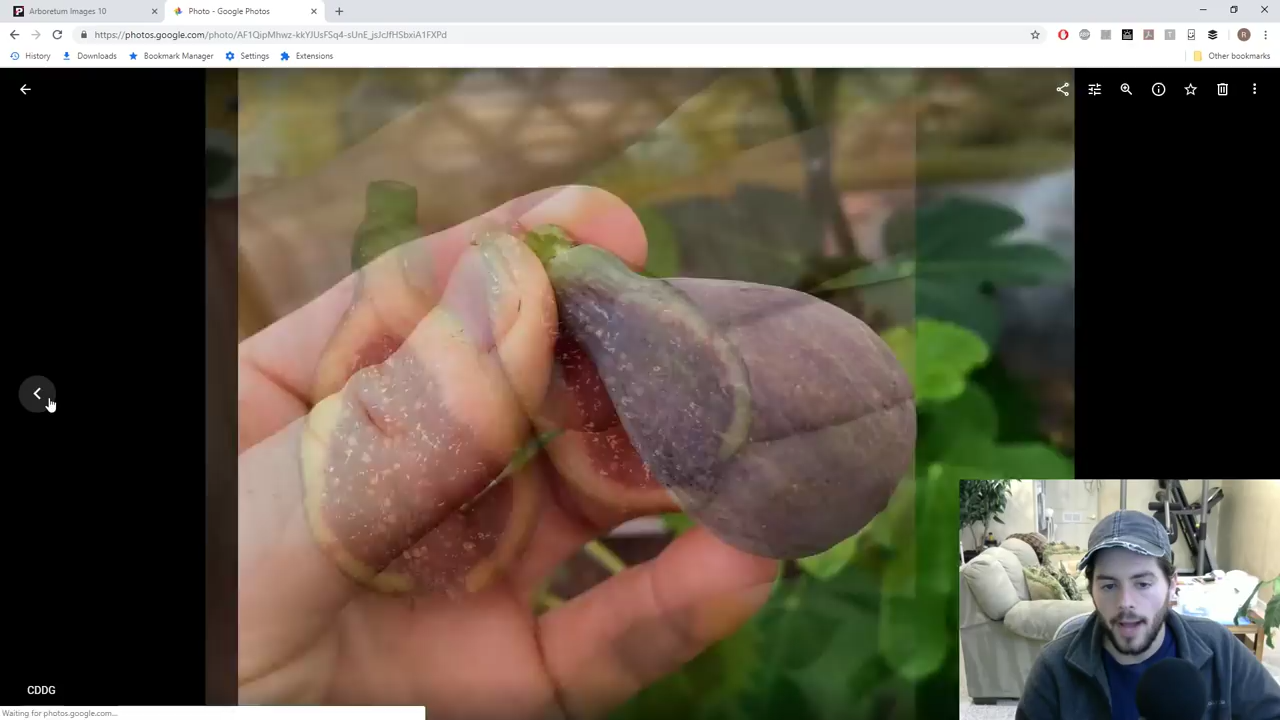 Arboretum Images 10
Photo - Google Photos
https://photos.google.com/photo/AF1QipMhwz-kkYJUsFSq4-sUnE_jsJcJfHSbxiA1FXPd
History
Downloads
Bookmark Manager
Settings
Extensions
Other bookmarks
CDDG
Waiting for photos.google.com...